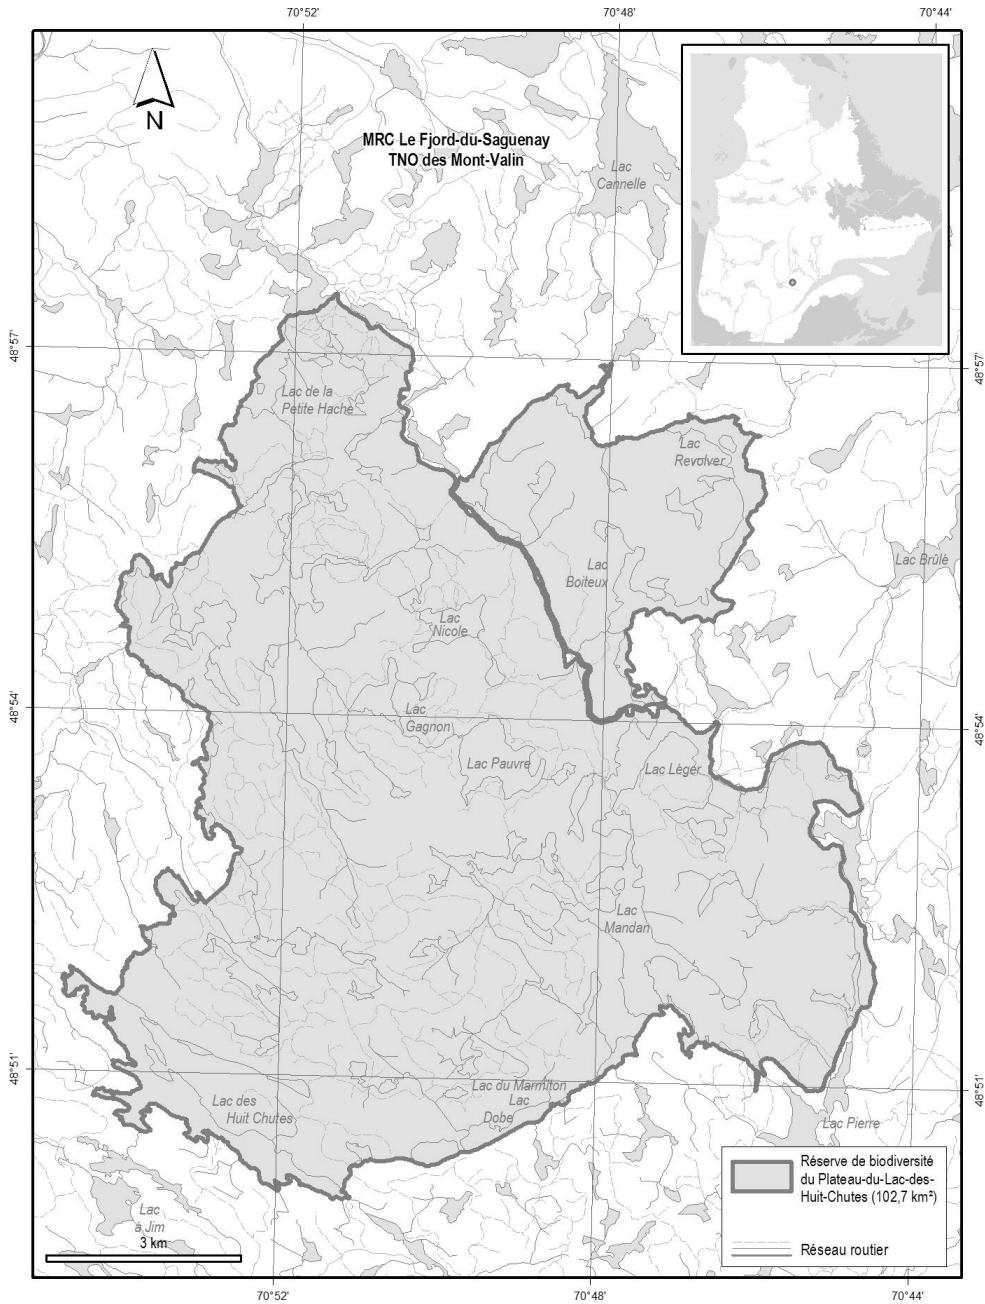 70°52'
70°48'
70°44'
N
MRC Le Fjord-du-Saguenay
TNO des Mont-Valin
Lac
Cannelle
48°57'
48°57'
Lac de la
Petite Hache
Lac
Revolver
Lac Brûlé
Lac
Boiteux
Lac
Nicole
48°54'
48°54'
Lac
Gagnon
Lac Pauvre
Lac Léger
Lac
Mandan
48°51'
48°51'
Lac du Marmiton
Lac
Dobe
Lac des
Huit Chutes
Lac Pierre
Lac
à Jim
3 km
Réserve de biodiversité
du Plateau-du-Lac-des-
Huit-Chutes (102,7 km²)
Réseau routier
70°52'
70°48'
70°44'